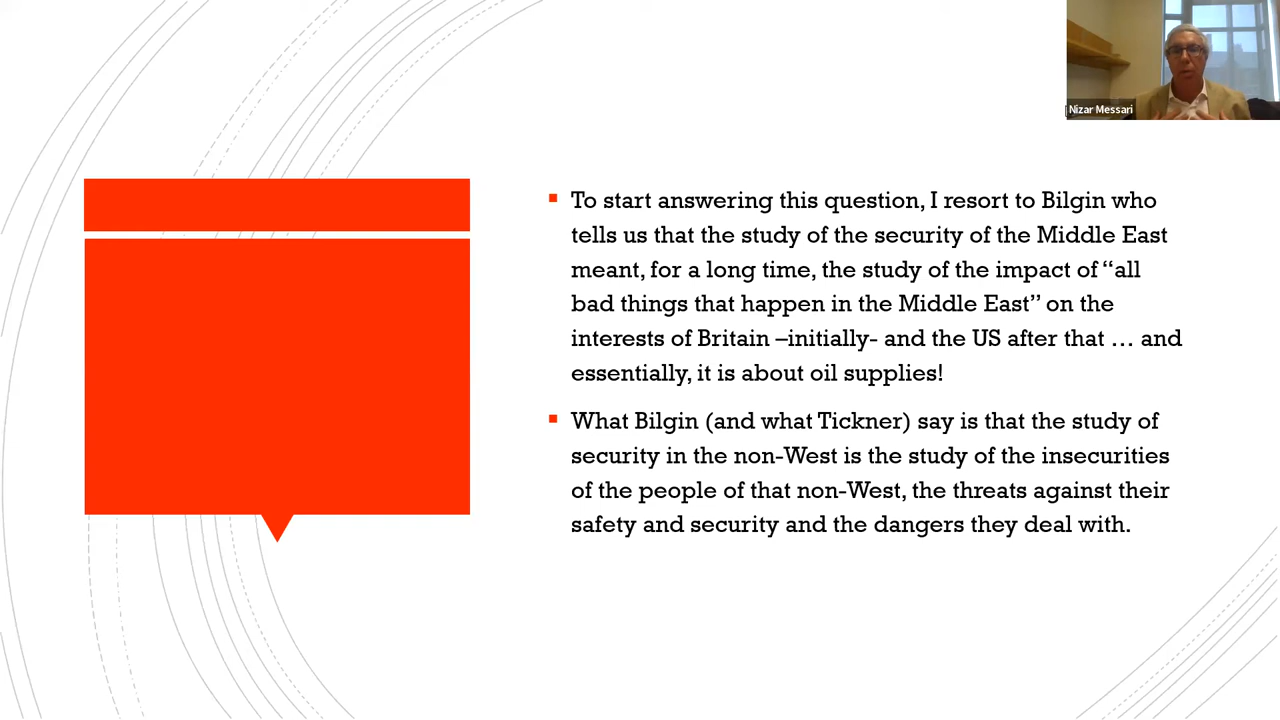 Nizar Messari
To start answering this question, I resort to Bilgin who
tells us that the study of the security of the Middle East
meant, for a long time, the study of the impact of “all
bad things that happen in the Middle East” on the
interests of Britain –initially- and the US after that … and
essentially, it is about oil supplies!
What Bilgin (and what Tickner) say is that the study of
security in the non-West is the study of the insecurities
of the people of that non-West, the threats against their
safety and security and the dangers they deal with.